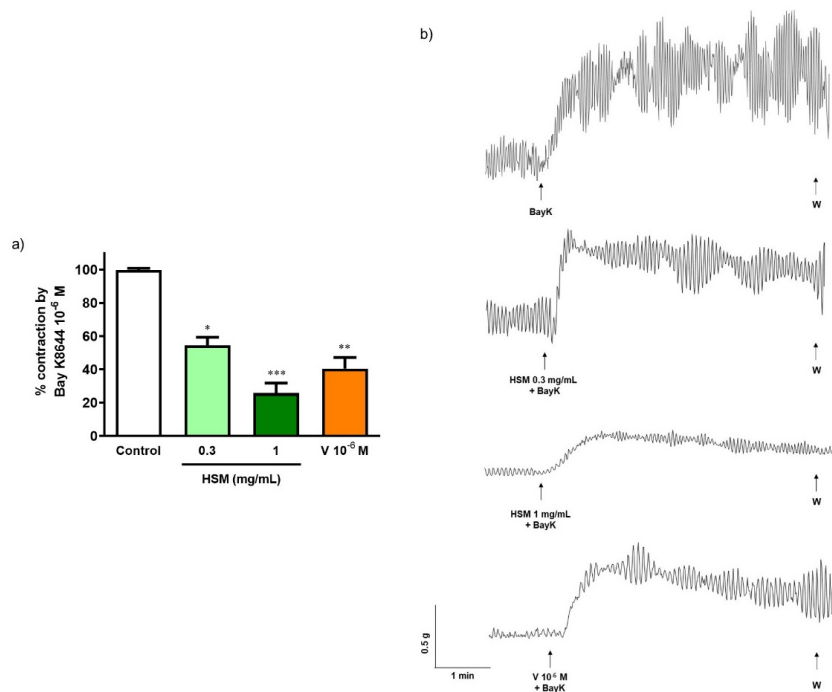 a)
% contraction by
Bay K8644 10⁻⁶ M
100
80
60
40
20
0
*
***
**
Control
0.3
1
V 10⁻⁶ M
HSM (mg/mL)
b)
BayK
W
HSM 0.3 mg/mL
+ BayK
W
HSM 1 mg/mL
+ BayK
W
0.5 g
1 min
V 10⁻⁶ M
+ BayK
W